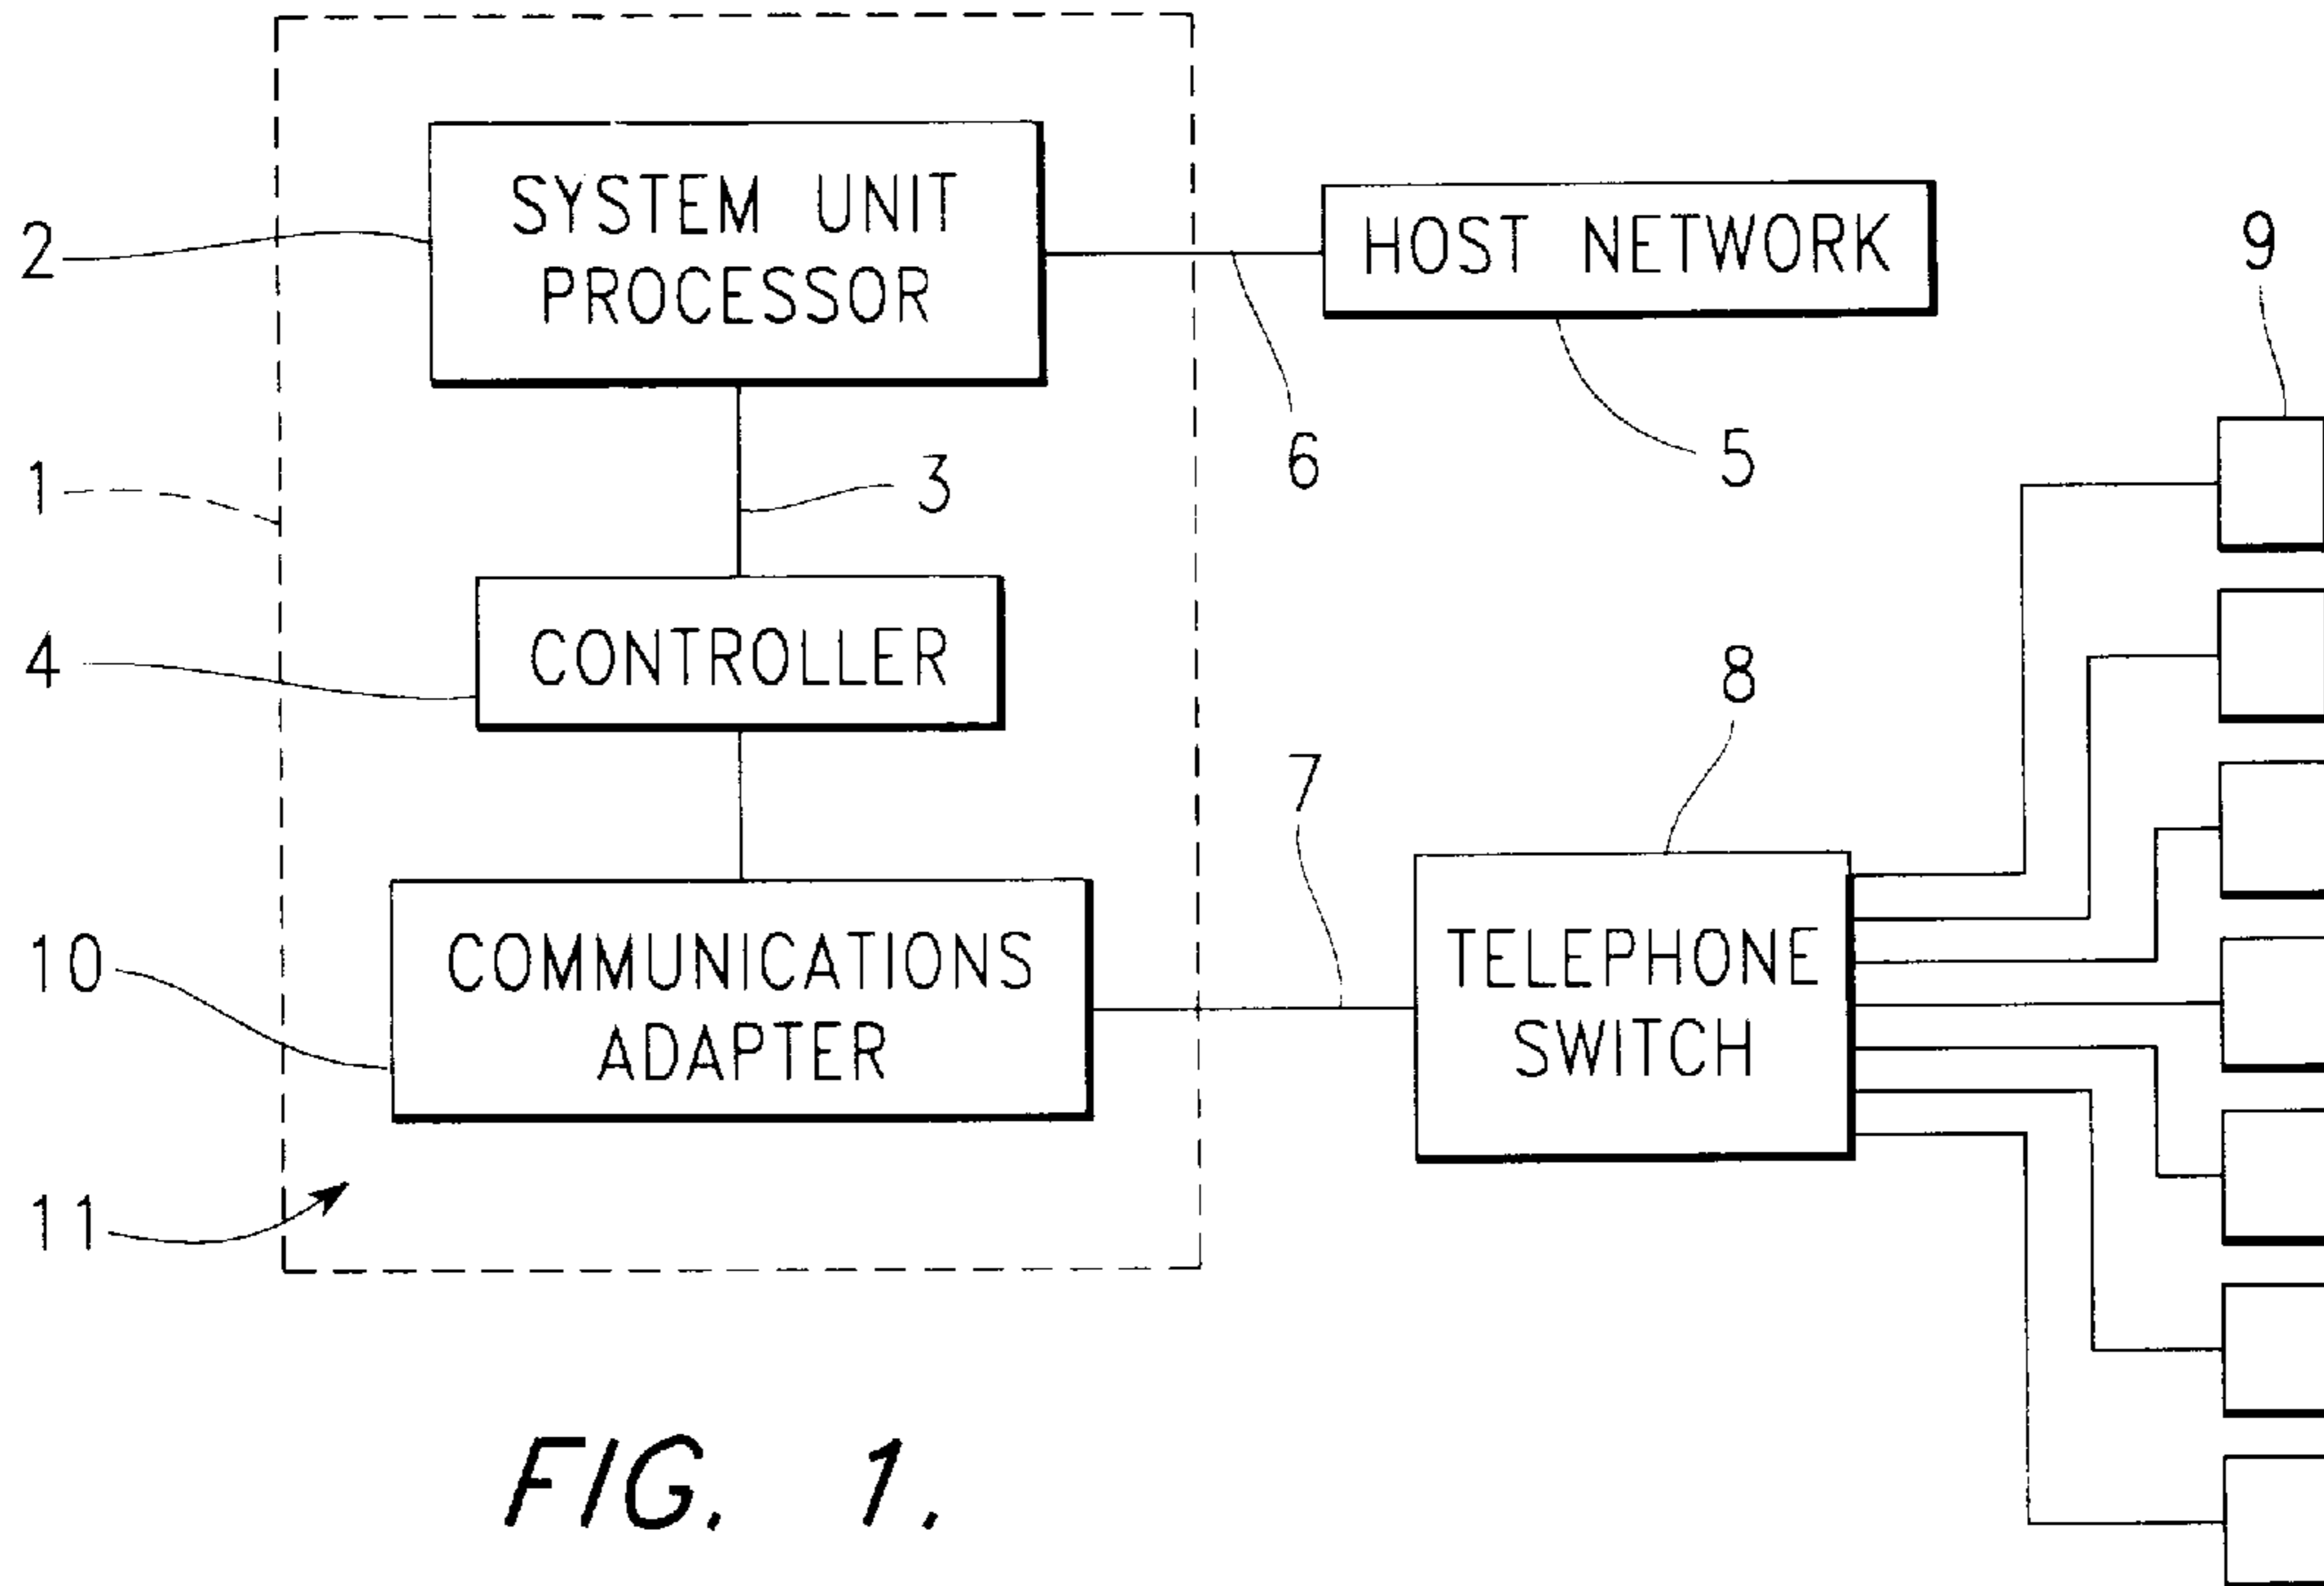 SYSTEM UNIT
PROCESSOR
2
HOST NETWORK
9
6
5
1
3
4
CONTROLLER
8
7
10
COMMUNICATIONS
ADAPTER
TELEPHONE
SWITCH
11
FIG. 1.